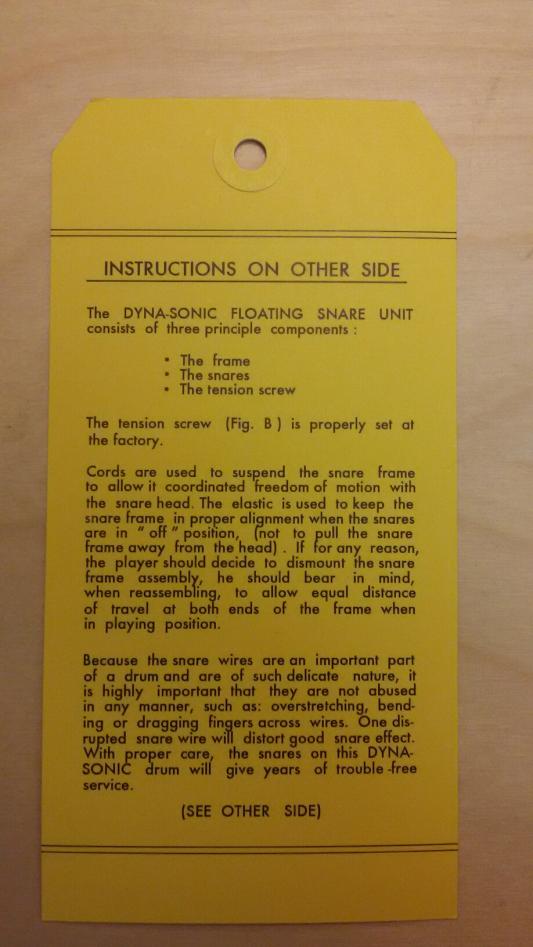 INSTRUCTIONS ON OTHER SIDE
The DYNA-SONIC FLOATING SNARE UNIT
consists of three principle components :
• The frame
• The snares
• The tension screw
The tension screw (Fig. B ) is properly set at
the factory.
Cords are used to suspend the snare frame
to allow it coordinated freedom of motion with
the snare head. The elastic is used to keep the
snare frame in proper alignment when the snares
are in " off " position, (not to pull the snare
frame away from the head) . If for any reason,
the player should decide to dismount the snare
frame assembly, he should bear in mind,
when reassembling, to allow equal distance
of travel at both ends of the frame when
in playing position.
Because the snare wires are an important part
of a drum and are of such delicate nature, it
is highly important that they are not abused
in any manner, such as: overstretching, bend-
ing or dragging fingers across wires. One dis-
rupted snare wire will distort good snare effect.
With proper care, the snares on this DYNA-
SONIC drum will give years of trouble-free
service.
(SEE OTHER SIDE)